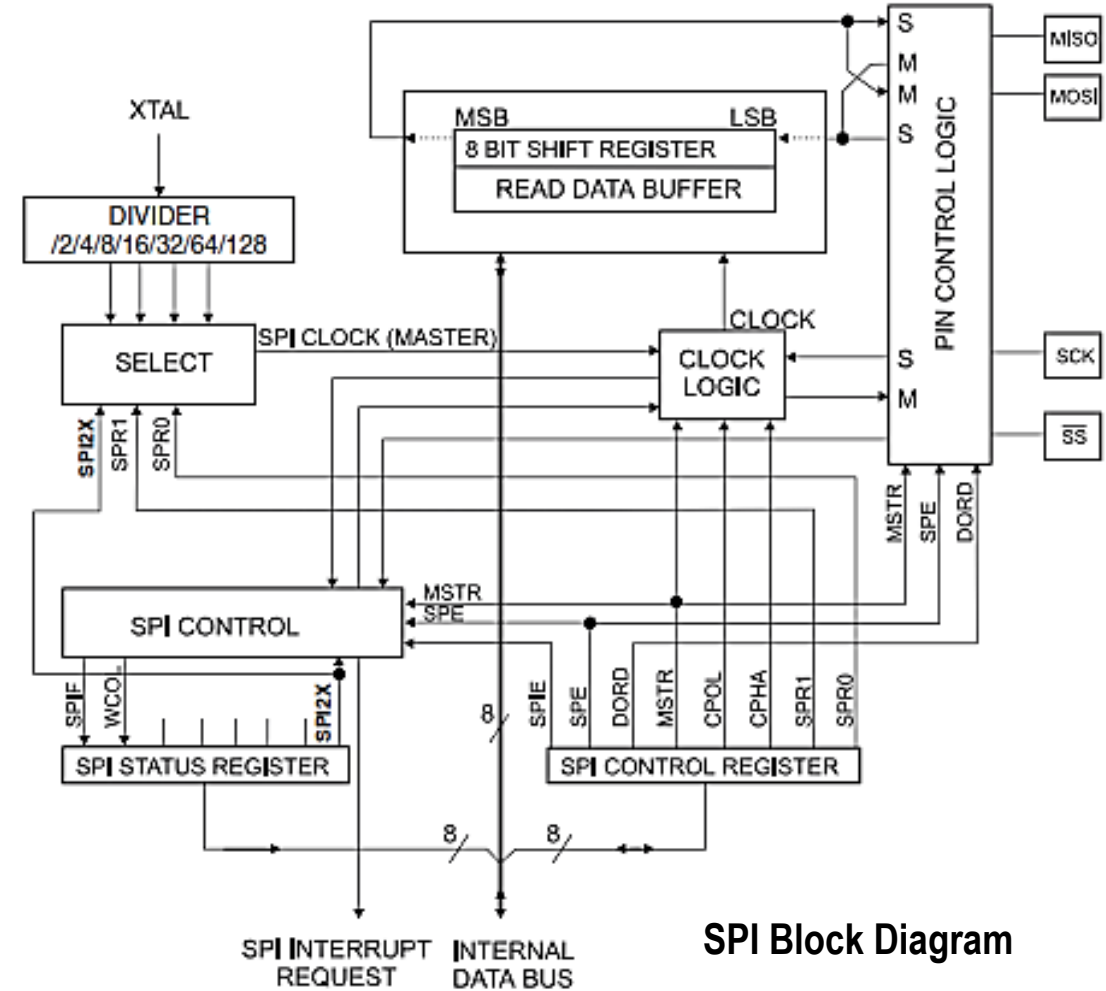 S
MISO
M
XTAL
M
MOSI
MSB
LSB
S
8 BIT SHIFT REGISTER
READ DATA BUFFER
PIN CONTROL LOGIC
DIVIDER
/2/4/8/16/32/64/128
CLOCK
SPI CLOCK (MASTER)
SELECT
CLOCK
LOGIC
S
SCK
M
SS
SPI2X
SPR1
SPR0
MSTR
SPE
DORD
MSTR
SPE
SPI CONTROL
SPIF
WCOL
SPI2X
8
SPIE
SPE
DORD
MSTR
CPOL
CPHA
SPR1
SPR0
SPI STATUS REGISTER
SPI CONTROL REGISTER
8
8
SPI INTERRUPT
REQUEST
INTERNAL
DATA BUS
SPI Block Diagram